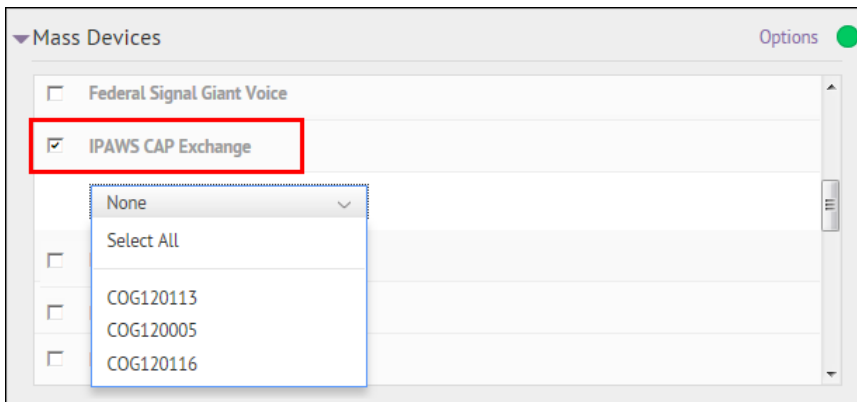 Mass Devices
Options
Federal Signal Giant Voice
IPAWS CAP Exchange
None
Select All
COG120113
COG120005
COG120116